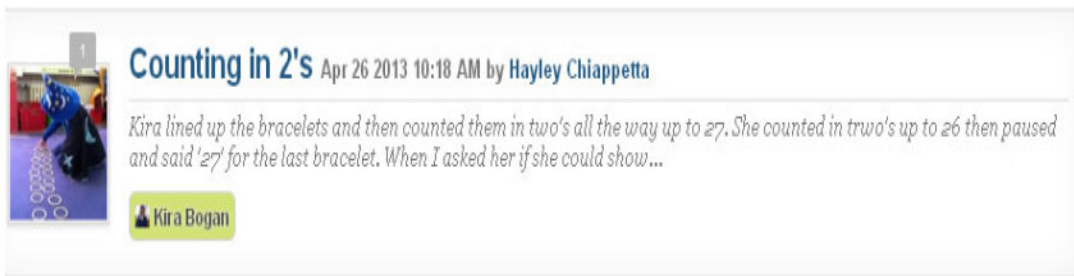 1
Counting in 2's Apr 26 2013 10:18 AM by Hayley Chiappetta
Kira lined up the bracelets and then counted them in two's all the way up to 27. She counted in trwo's up to 26 then paused
and said '27' for the last bracelet. When I asked her if she could show...
Kira Bogan